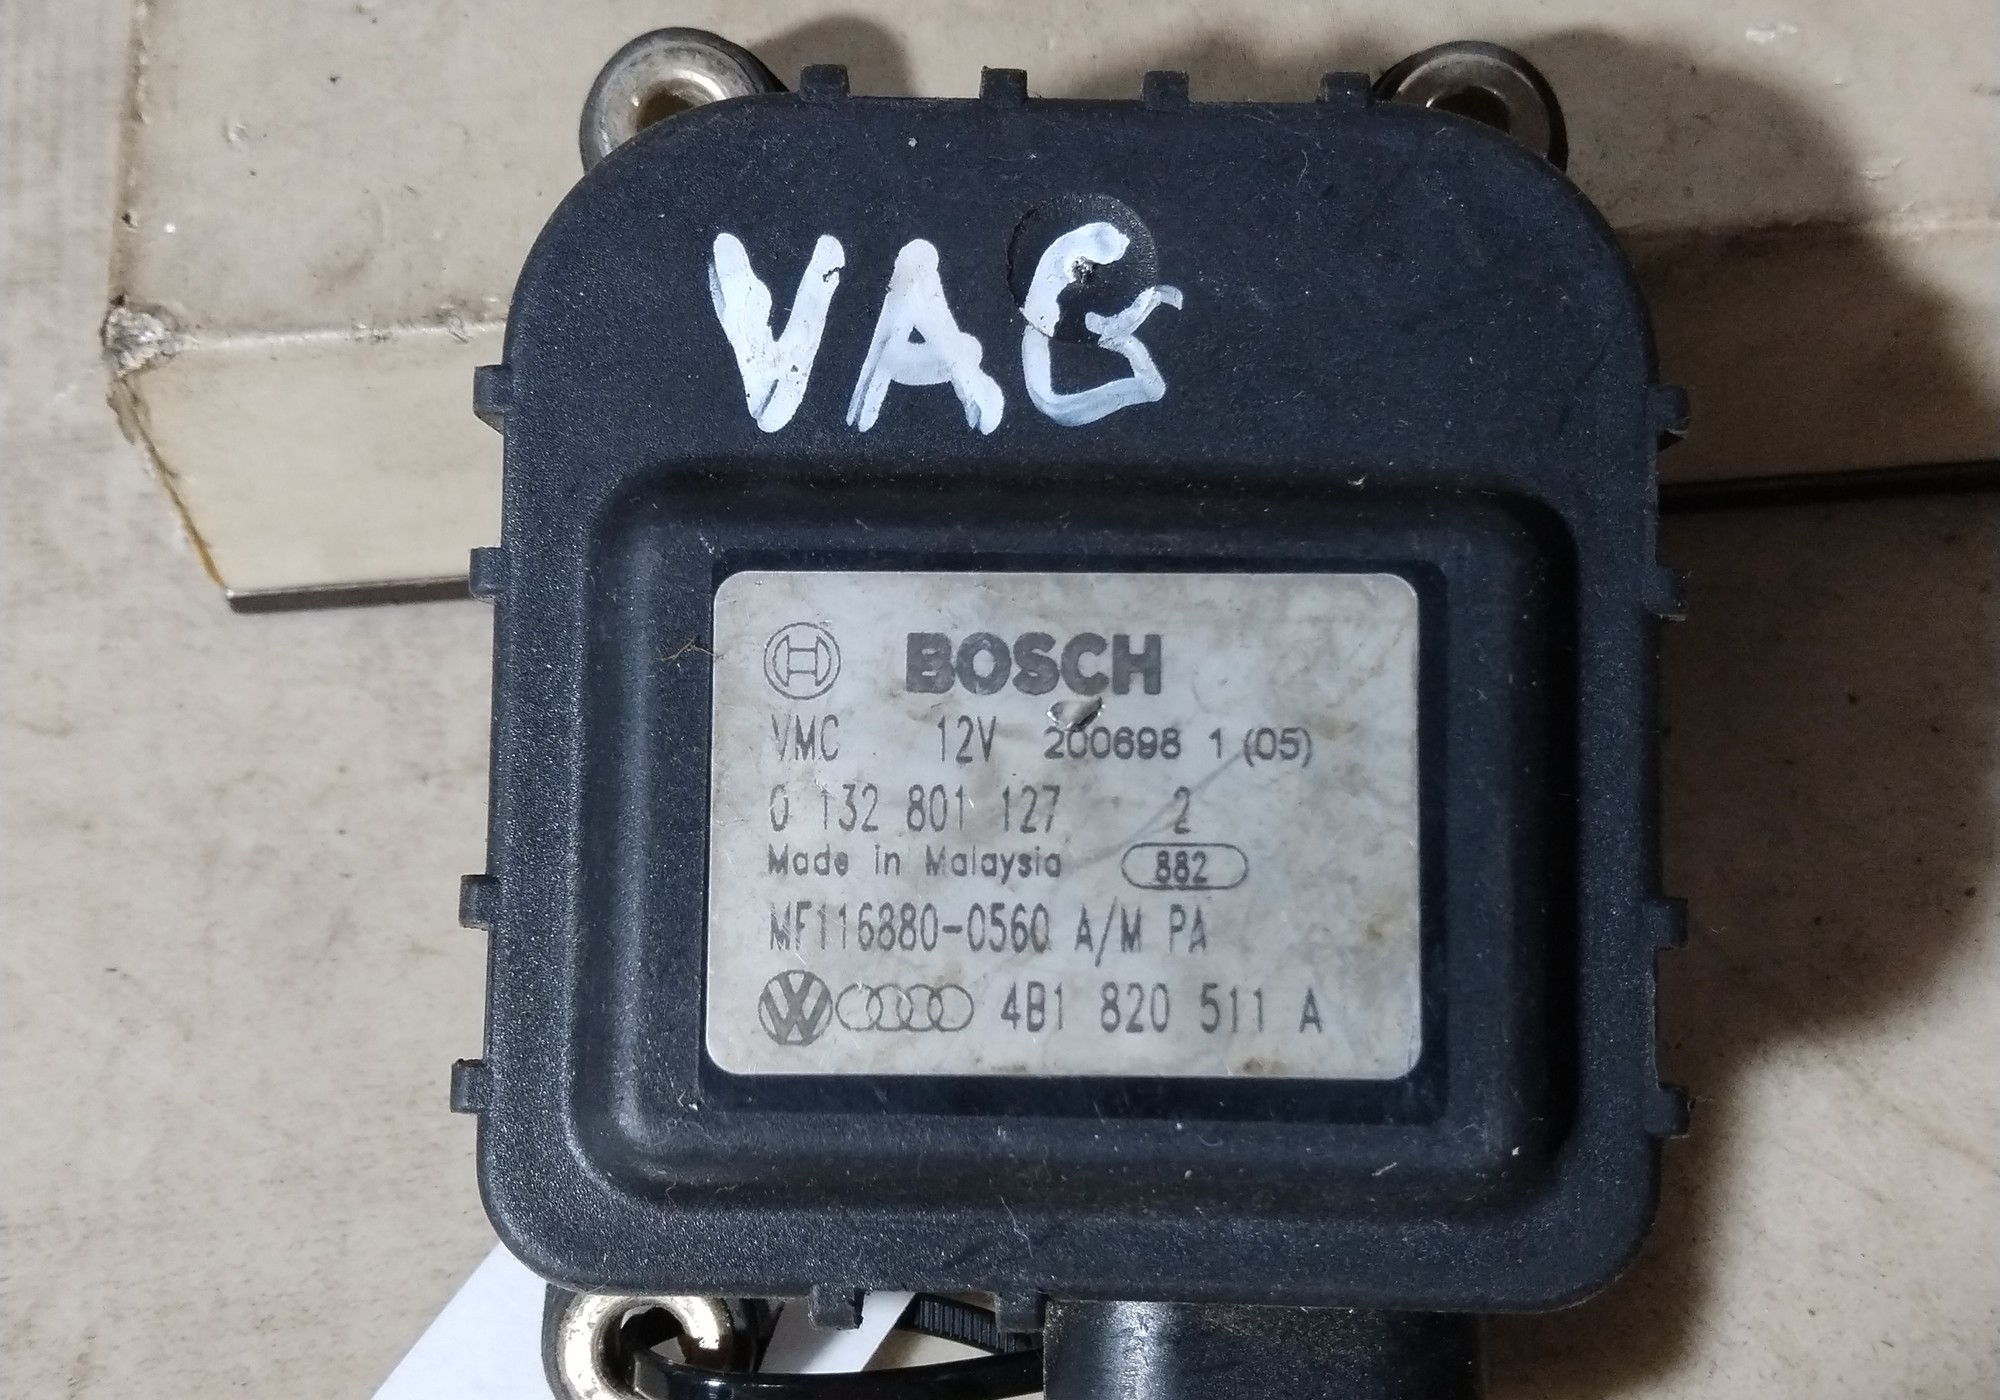 VAG
BOSCH
VMC 12V 200698 1 (05)
0 132 801 127 2
Made in Malaysia 882
MF116880-0560 A/M PA
4B1 820 511 A